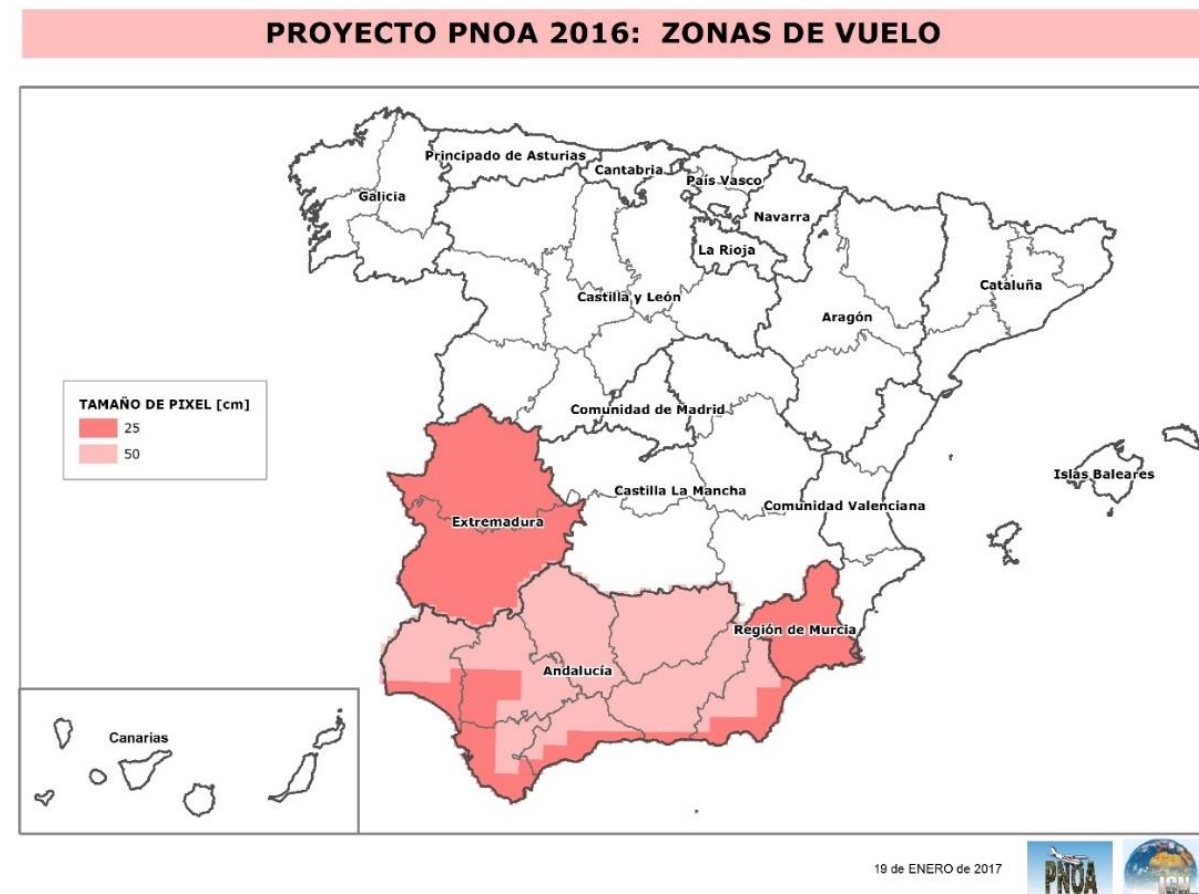 PROYECTO PNOA 2016: ZONAS DE VUELO
Principado de Asturias
Cantabria
País Vasco
Galicia
Navarra
La Rioja
Cataluña
Castilla y León
Aragón
TAMAÑO DE PIXEL [cm]
25
50
Comunidad de Madrid
Islas Baleares
Castilla La Mancha
Comunidad Valenciana
Extremadura
Región de Murcia
Andalucía
Canarias
19 de ENERO de 2017
PNOA
IGN